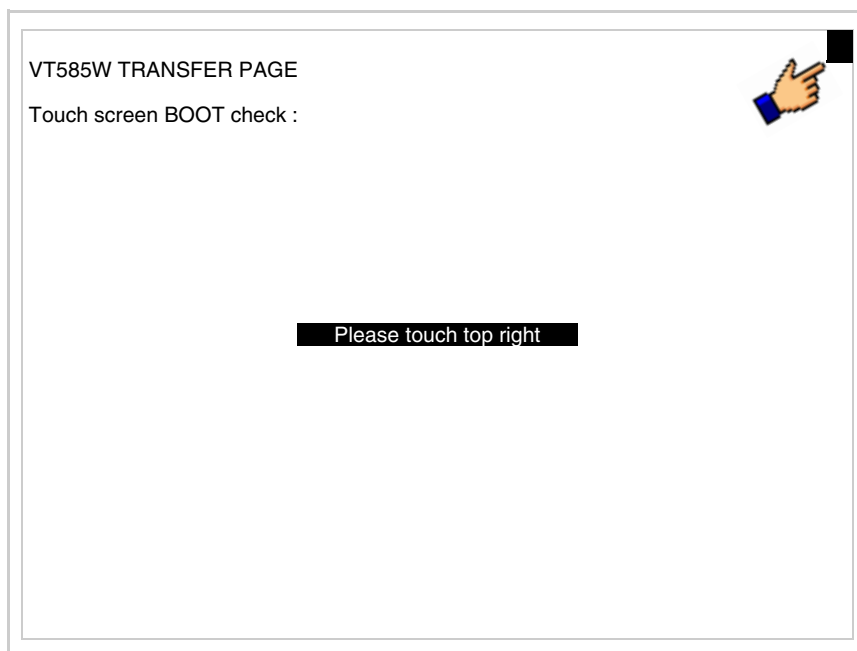 VT585W TRANSFER PAGE
Touch screen BOOT check :
Please touch top right